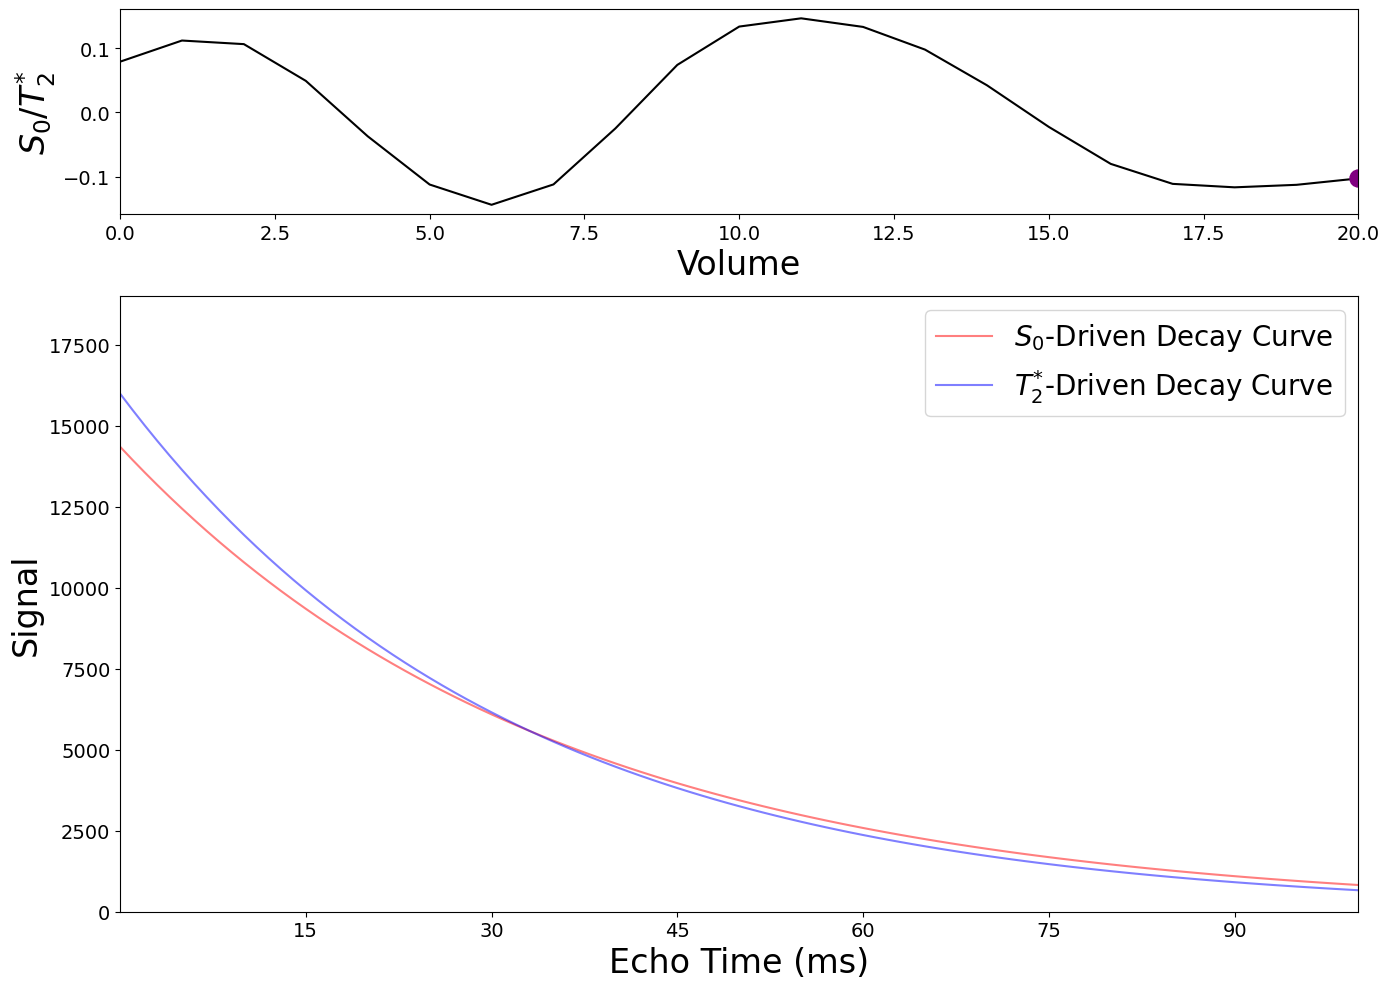 S₀/T₂*
0.1
0.0
−0.1
0.0 2.5 5.0 7.5 10.0 12.5 15.0 17.5 20.0
Volume
S₀-Driven Decay Curve
T₂*-Driven Decay Curve
Signal
17500
15000
12500
10000
7500
5000
2500
0
15 30 45 60 75 90
Echo Time (ms)